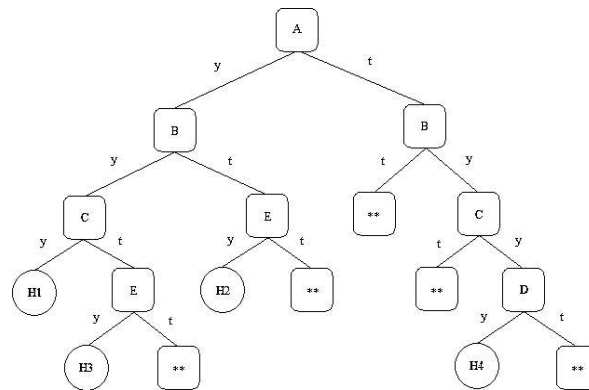 A
y t
B B
y t t y
C E ** C
y t y t t y
H1 E H2 ** ** D
y t y t
H3 ** H4 **